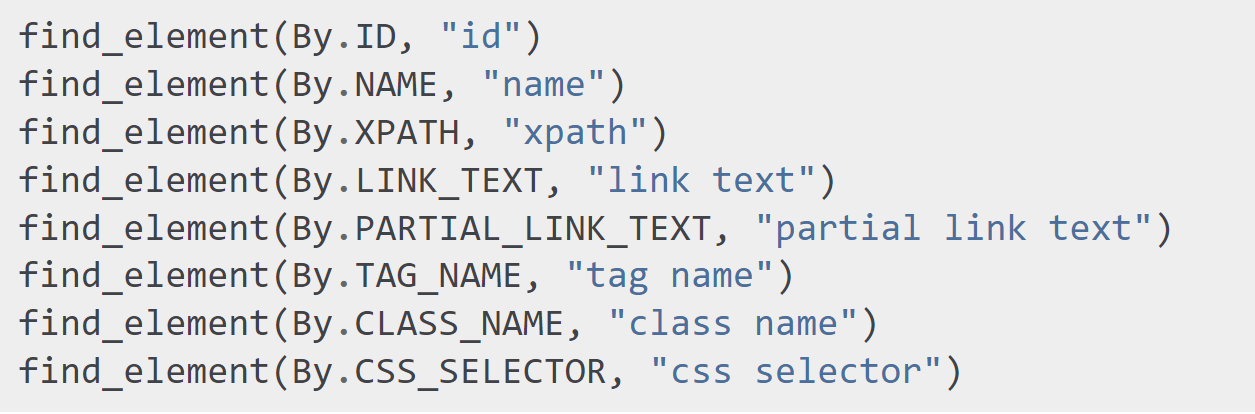 find_element(By.ID, "id")
find_element(By.NAME, "name")
find_element(By.XPATH, "xpath")
find_element(By.LINK_TEXT, "link text")
find_element(By.PARTIAL_LINK_TEXT, "partial link text")
find_element(By.TAG_NAME, "tag name")
find_element(By.CLASS_NAME, "class name")
find_element(By.CSS_SELECTOR, "css selector")